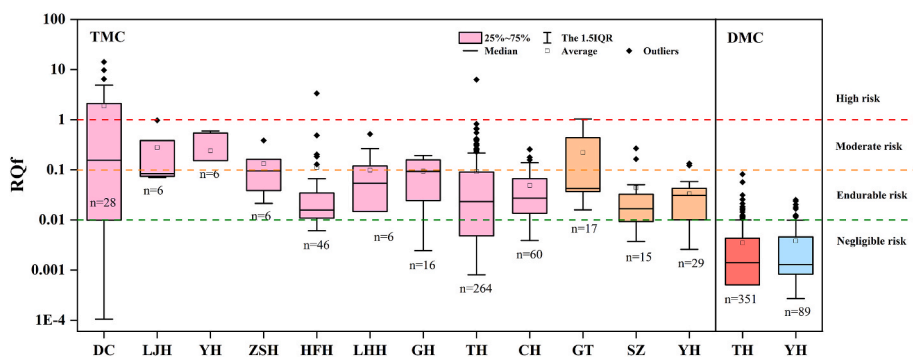 TMC
25%~75%
The 1.5IQR
Median
Average
Outliers
DMC
100
10
1
0.1
0.01
0.001
1E-4
RQf
High risk
Moderate risk
Endurable risk
Negligible risk
n=28
n=6
n=6
n=6
n=46
n=6
n=16
n=264
n=60
n=17
n=15
n=29
n=351
n=89
DC
LJH
YH
ZSH
HFH
LHH
GH
TH
CH
GT
SZ
YH
TH
YH